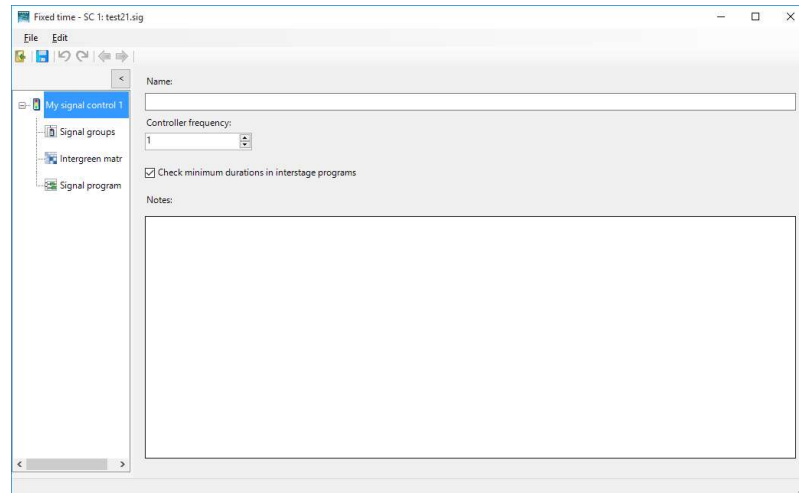 Fixed time - SC 1: test21.sig
File Edit
<
Name:
My signal control 1
Controller frequency:
Signal groups
1
Intergreen matr
Check minimum durations in interstage programs
Signal program
Notes:
< >